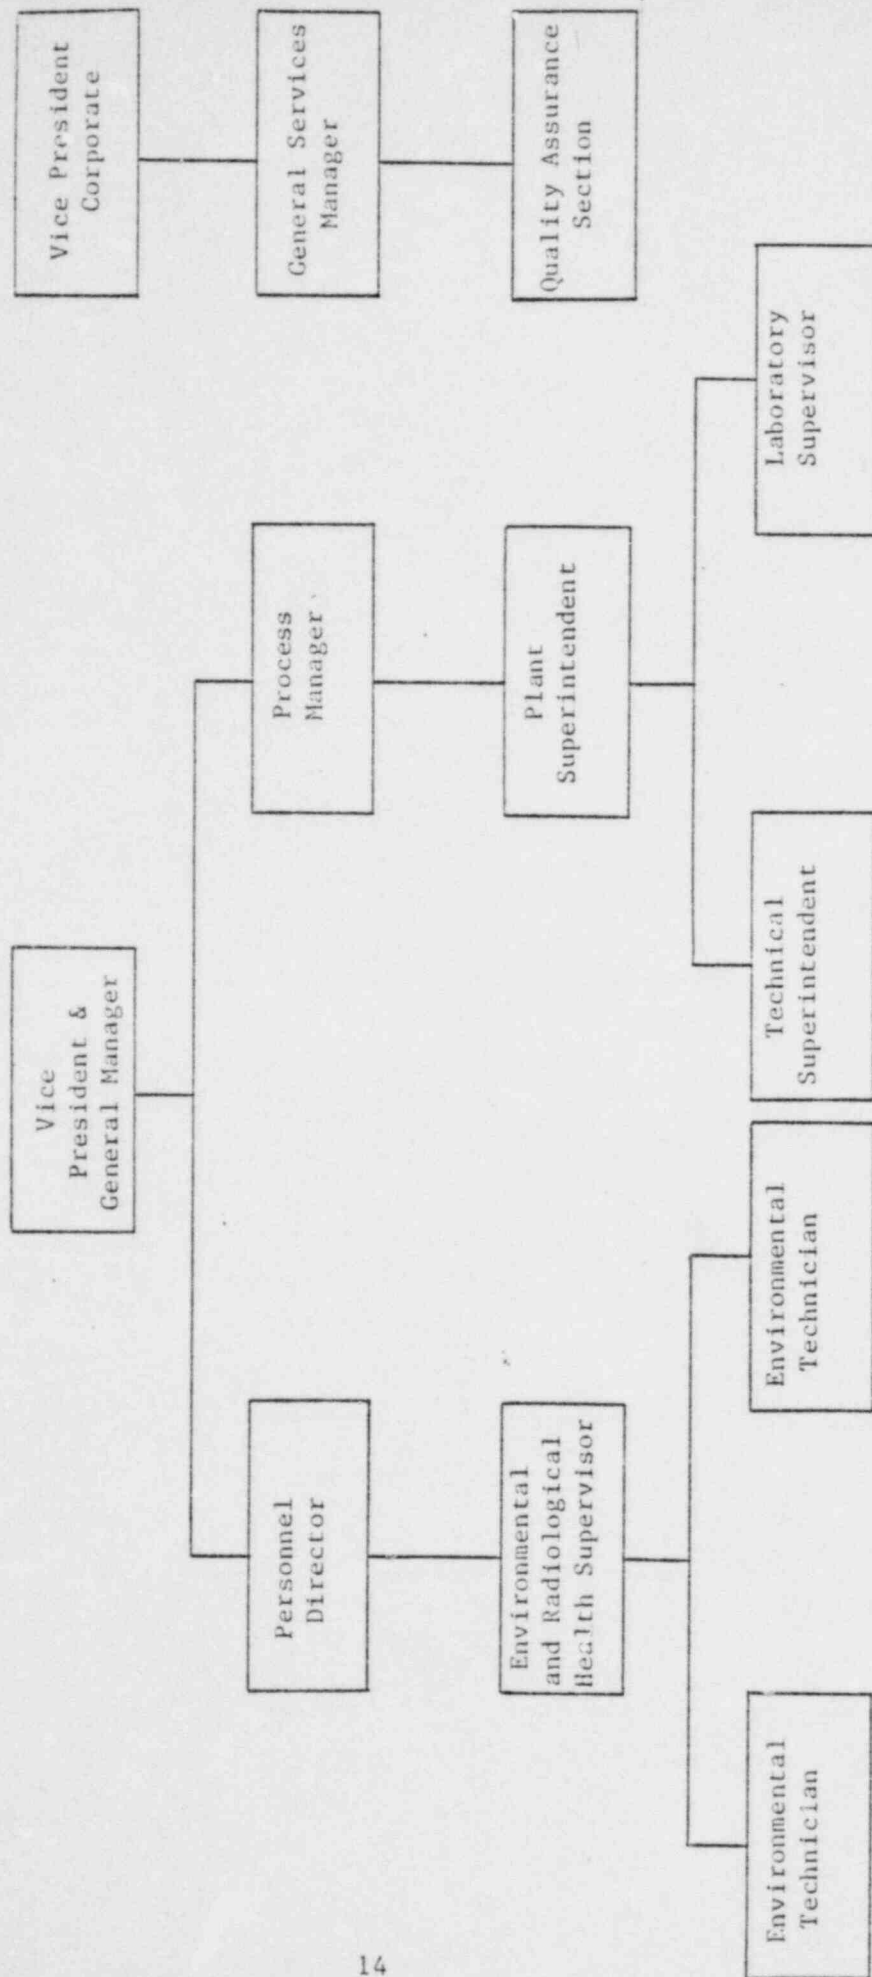 Vice
President &
General Manager
Vice President
Corporate
Personnel
Director
Process
Manager
General Services
Manager
Environmental
and Radiological
Health Supervisor
Plant
Superintendent
Quality Assurance
Section
Environmental
Technician
Environmental
Technician
Technical
Superintendent
Laboratory
Supervisor
14